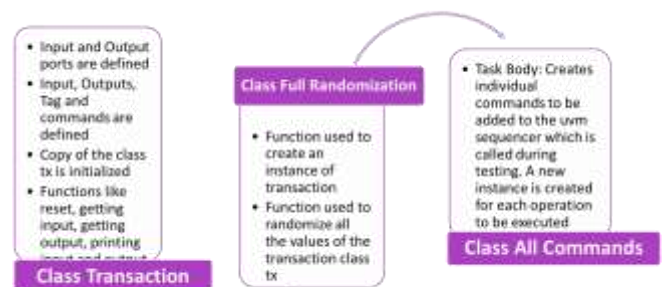 • Input and Output
ports are defined
• Input, Outputs,
Tag and
commands are
defined
• Copy of the class
tx is initialized
• Functions like
reset, getting
input, getting
output, printing
input and output
Class Transaction
Class Full Randomization
• Function used to
create an
instance of
transaction
• Function used to
randomize all
the values of the
transaction class
tx
• Task Body: Creates
individual
commands to be
added to the uvm
sequencer which is
called during
testing. A new
instance is created
for each operation
to be executed
Class All Commands